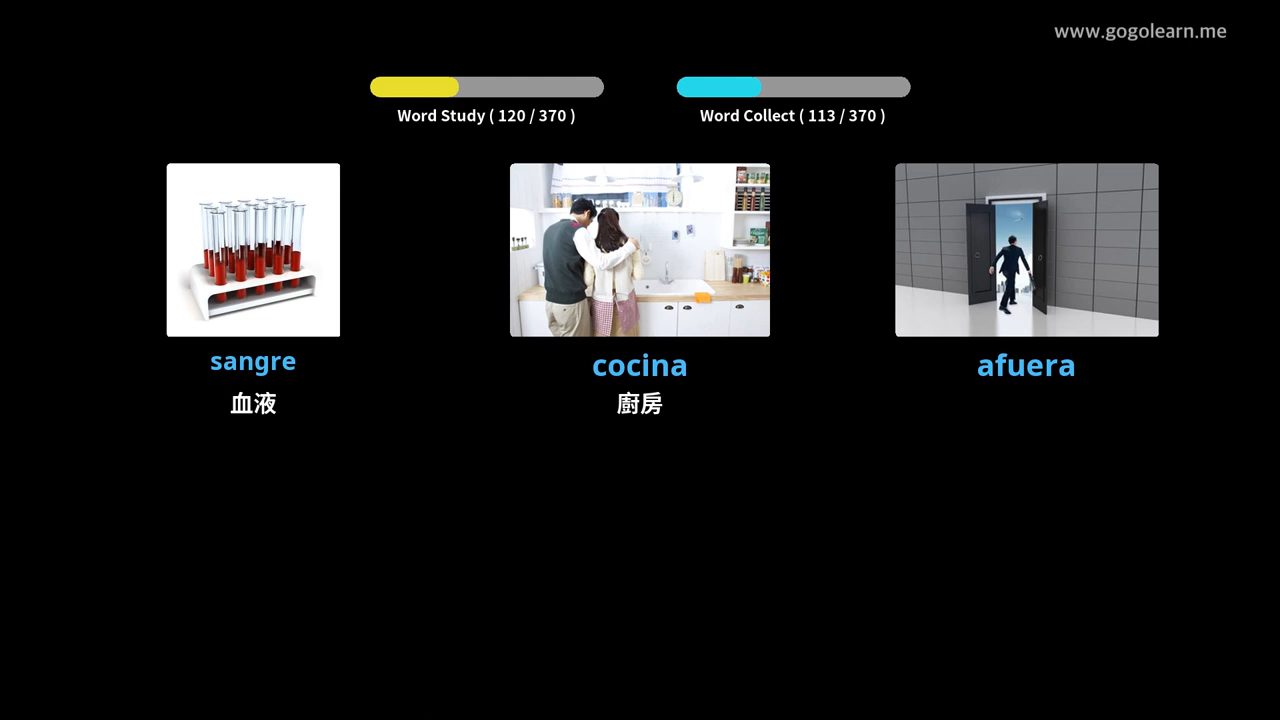 www.gogolearn.me
Word Study ( 120 / 370 )
Word Collect ( 113 / 370 )
sangre
血液
cocina
廚房
afuera